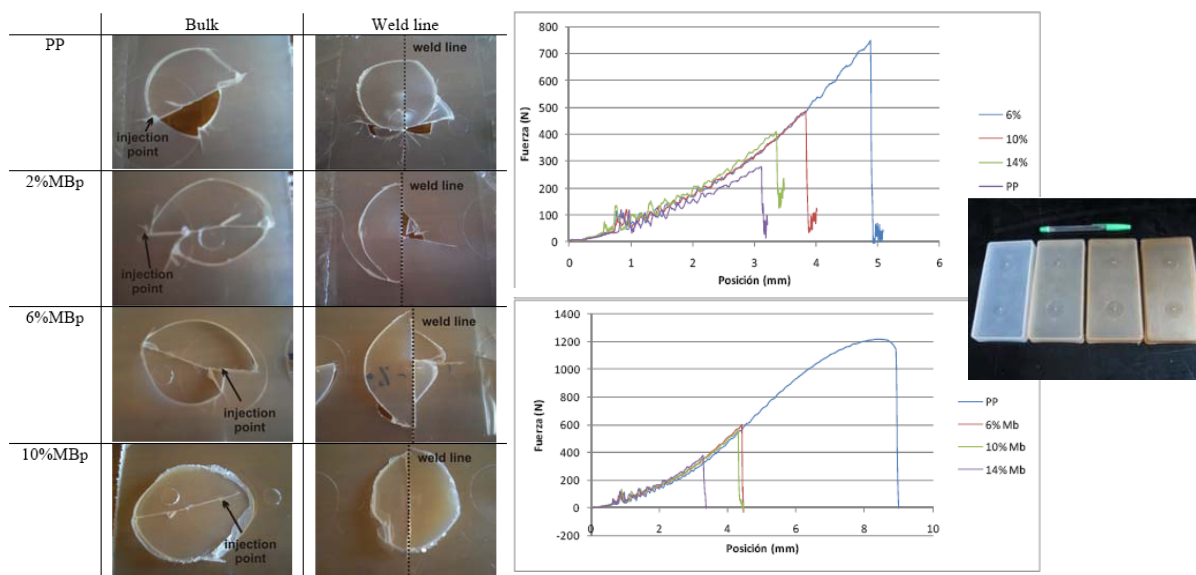 Bulk
Weld line
PP
injection
point
weld line
2%MBp
injection
point
weld line
6%MBp
injection
point
weld line
10%MBp
injection
point
weld line
Fuerza (N)
800
700
600
500
400
300
200
100
0
0 1 2 3 4 5 6
Posición (mm)
6%
10%
14%
PP
Fuerza (N)
1400
1200
1000
800
600
400
200
0
-200
0 2 4 6 8 10
Posición (mm)
PP
6% Mb
10% Mb
14% Mb